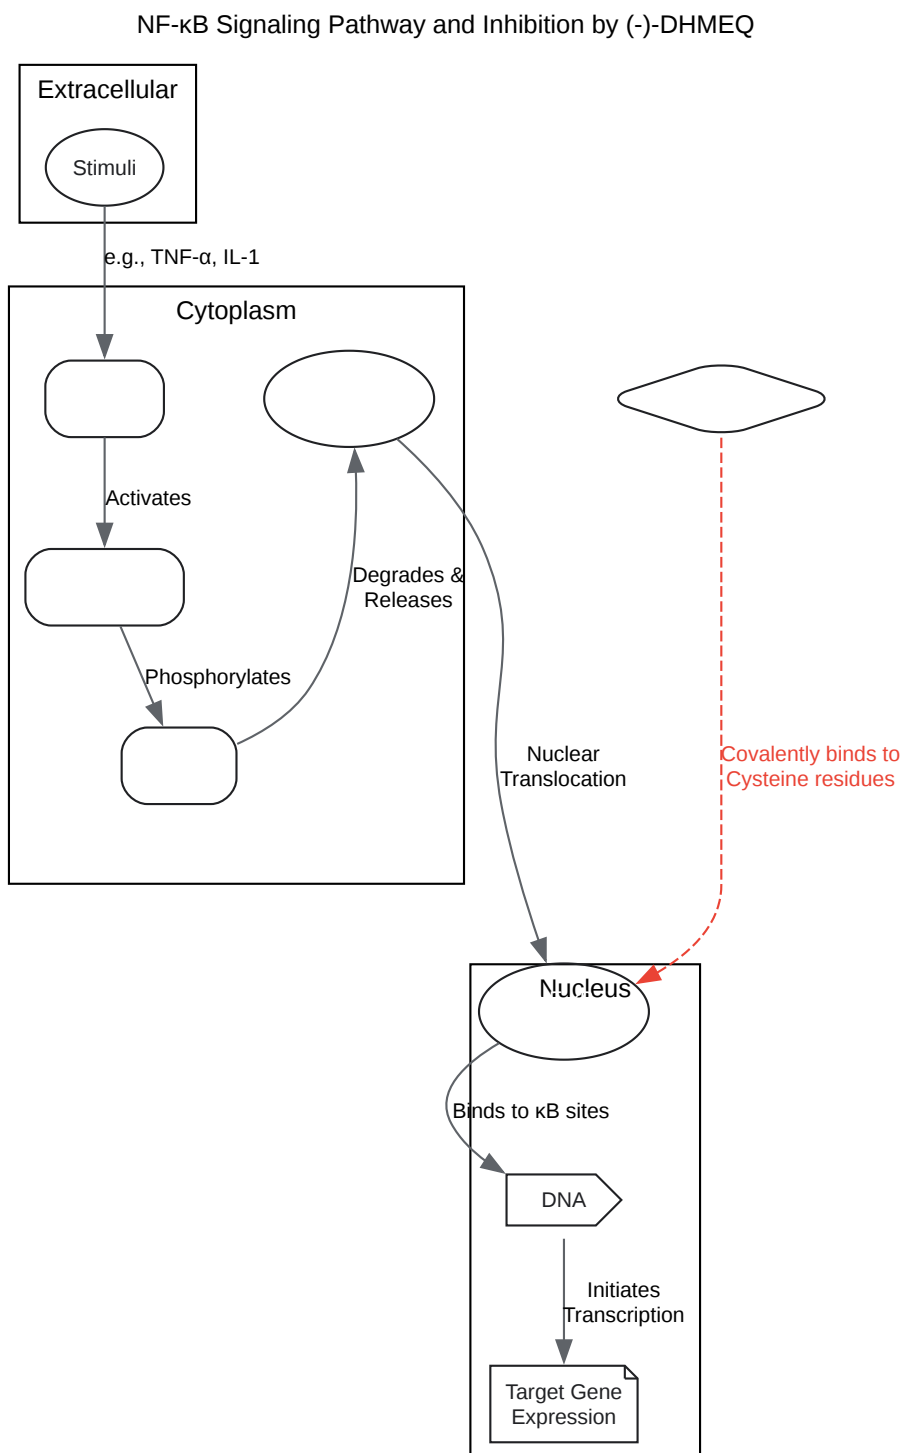 NF-κB Signaling Pathway and Inhibition by (-)-DHMEQ
Extracellular
Stimuli
e.g., TNF-α, IL-1
Cytoplasm
Activates
Degrades &
Releases
Phosphorylates
Nuclear
Translocation
Covalently binds to
Cysteine residues
Nucleus
Binds to κB sites
DNA
Initiates
Transcription
Target Gene
Expression